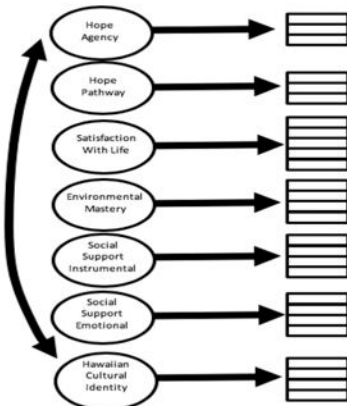 Hope
Agency
Hope
Pathway
Satisfaction
With Life
Environmental
Mastery
Social
Support
Instrumental
Social
Support
Emotional
Hawaiian
Cultural
Identity